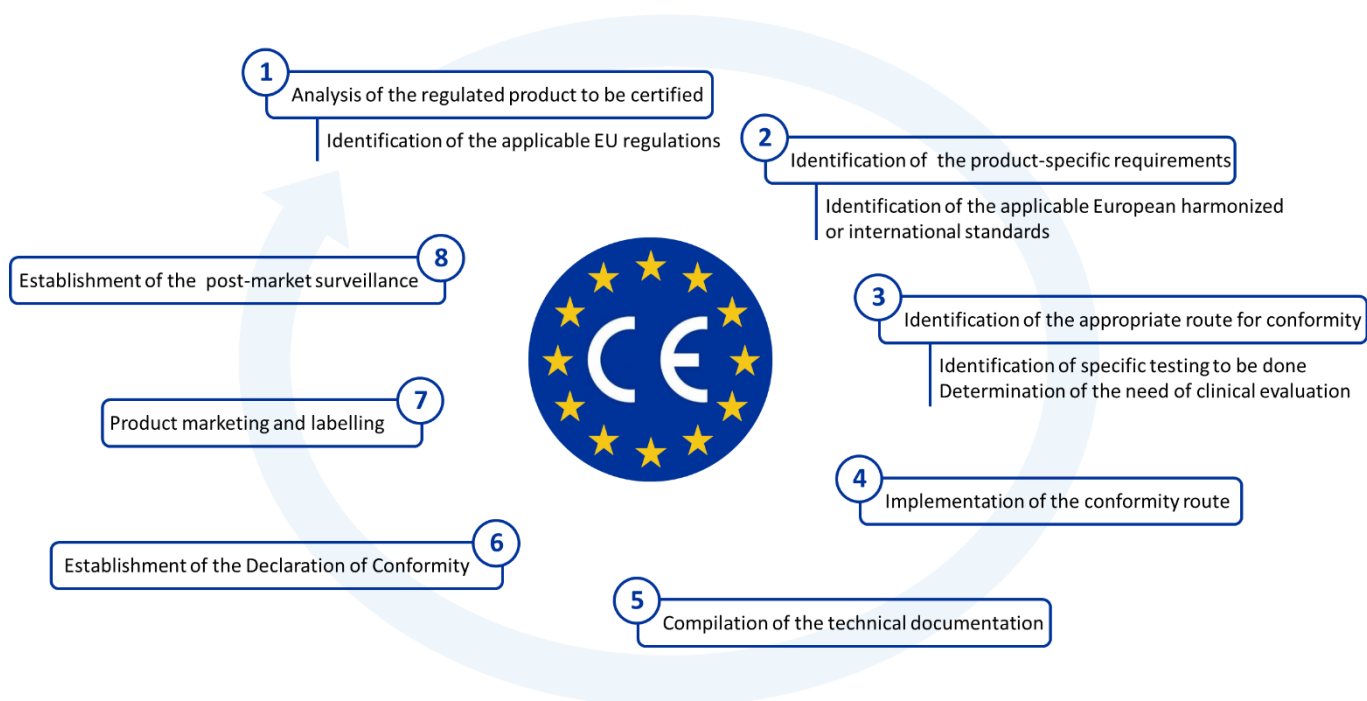 1
Analysis of the regulated product to be certified
Identification of the applicable EU regulations
2
Identification of the product-specific requirements
Identification of the applicable European harmonized
or international standards
3
Identification of the appropriate route for conformity
Identification of specific testing to be done
Determination of the need of clinical evaluation
4
Implementation of the conformity route
5
Compilation of the technical documentation
6
Establishment of the Declaration of Conformity
7
Product marketing and labelling
8
Establishment of the post-market surveillance
CE